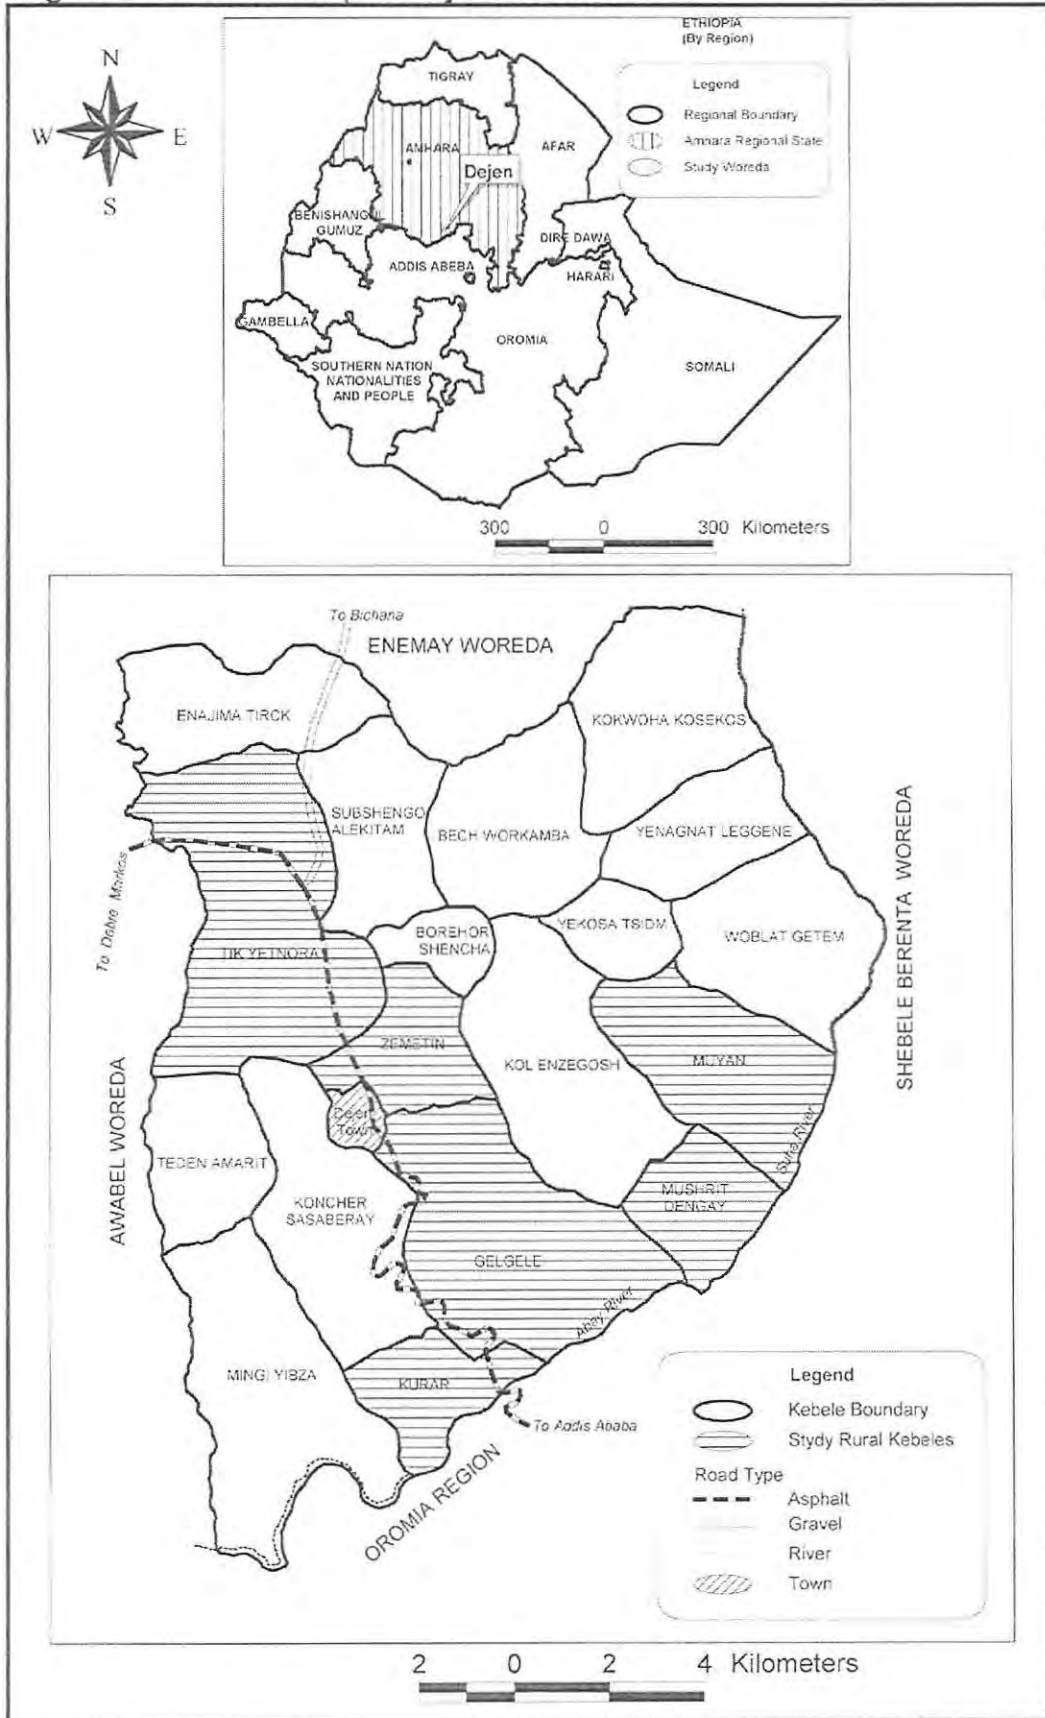 N
W
E
S
ETHIOPIA
(By Region)
Legend
Regional Boundary
Amhara Regional State
Study Woreda
TIGRAY
AMHARA
AFAR
Dejen
BENISHANGUL
GUMUZ
DIRE DAWA
ADDIS ABEBA
HARARI
GAMBELLA
OROMIA
SOUTHERN NATION
NATIONALITIES
AND PEOPLE
SOMALI
300 0 300 Kilometers
To Bichana
ENEMAY WOREDA
ENAJIMA TIRCK
KOKWOHA KOSEKOS
SUBSHENGO
ALEKITAM
BECH WORKAMBA
YENAGNAT LEGGENE
To Dabre Markos
SHEBELE BERENTA WOREDA
BOREHOR
SHENCHA
YEKOSA TSIDM
WOBLAT GETEM
TIK YETNORA
ZEMETIN
KOL ENZEGOSH
MUYAN
AWABEL WOREDA
Town
Suha River
TEDEN AMARIT
KONCHER
SASABERAY
MUSHRIT
DENGAY
GELGELE
Abay River
MINGI YIBZA
KURAR
To Addis Ababa
OROMIA REGION
Legend
Kebele Boundary
Stydy Rural Kebeles
Road Type
Asphalt
Gravel
River
Town
2 0 2 4 Kilometers